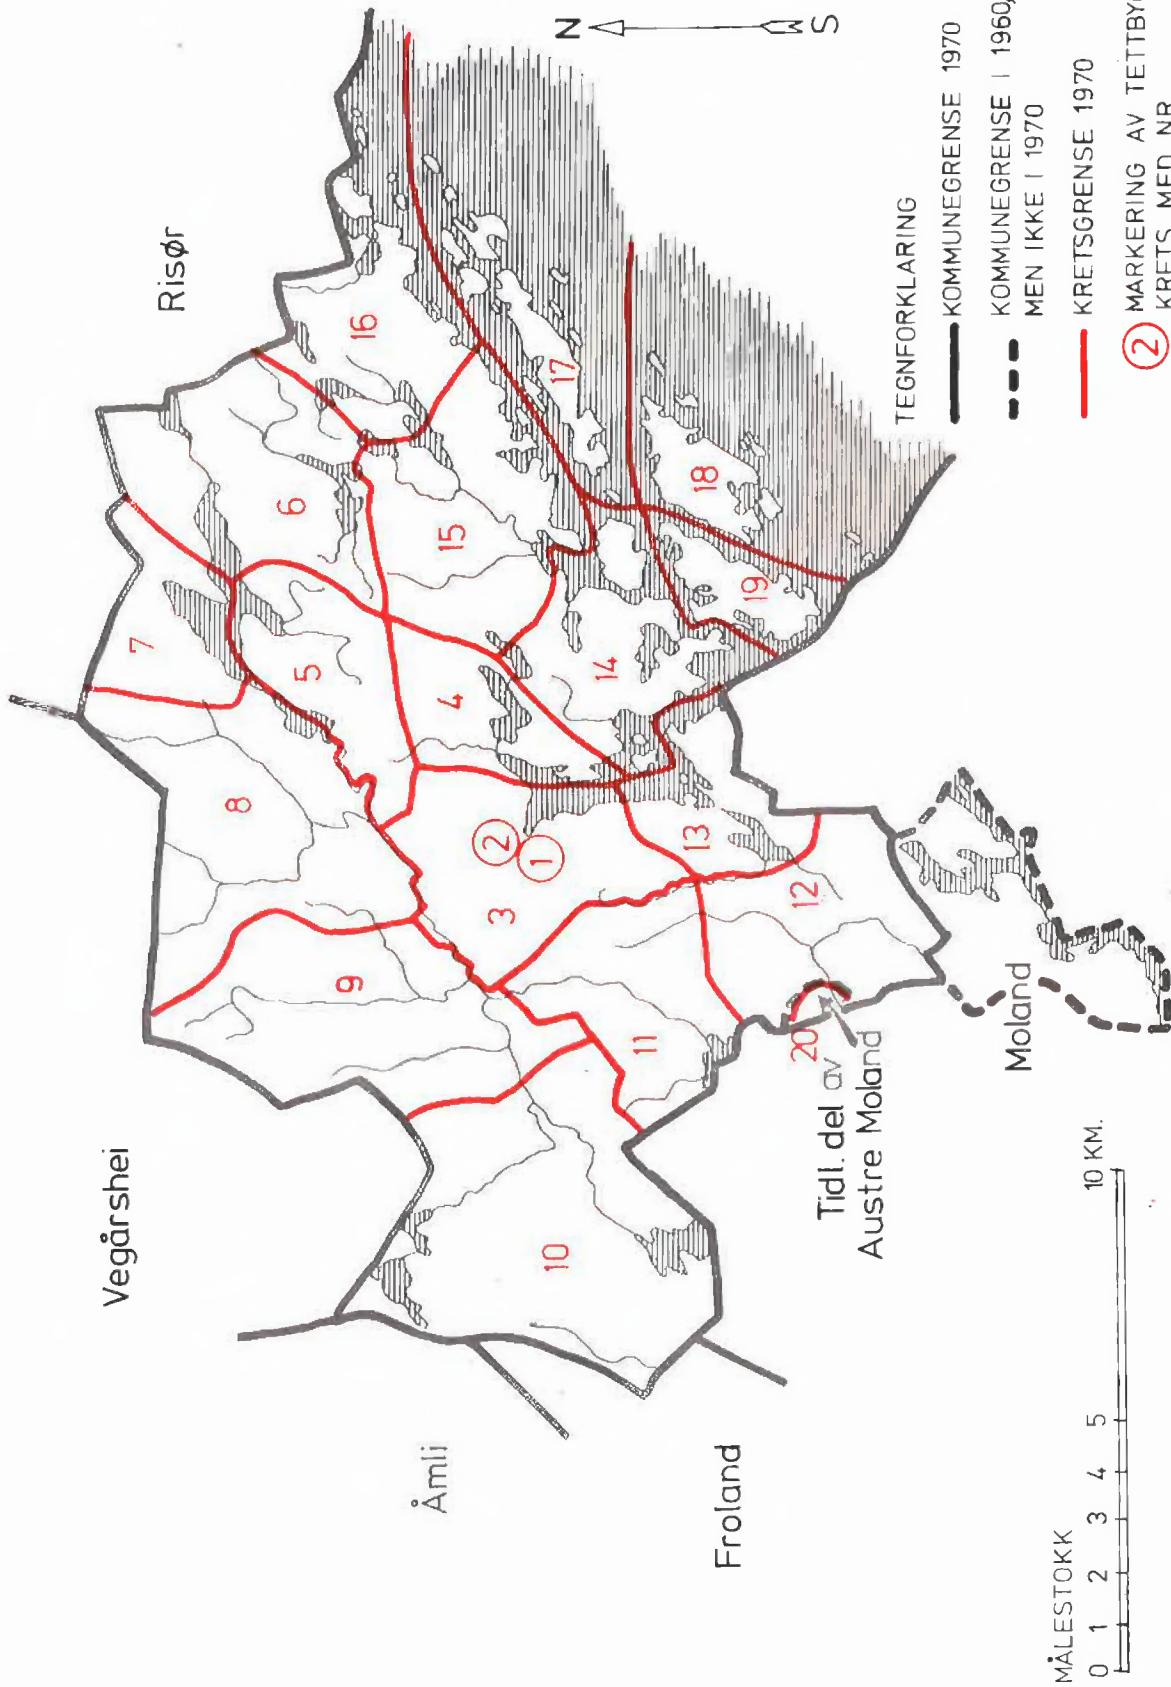 Vegårshei
Risør
Åmli
Froland
Moland
Tidl. del av
Austre Moland
N
S
7
6
16
8
5
15
17
9
4
18
3
2
1
14
19
13
12
11
10
20
MÅLESTOKK
0 1 2 3 4 5 10 KM.
TEGNFORKLARING
KOMMUNEGRENSE 1970
KOMMUNEGRENSE I 1960,
MEN IKKE I 1970
KRETSGRENSE 1970
2 MARKERING AV TETTBYG
KRETS MED NR